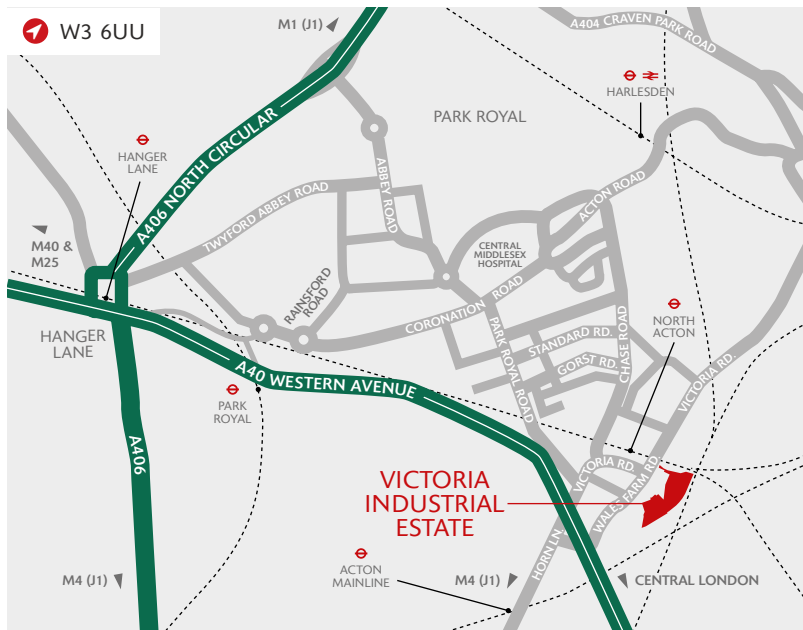 W3 6UU
M1 (J1)
A404 CRAVEN PARK ROAD
HARLESDEN
PARK ROYAL
HANGER
LANE
A406 NORTH CIRCULAR
TWYFORD ABBEY ROAD
ABBEY ROAD
ACTON ROAD
CENTRAL
MIDDLESEX
HOSPITAL
M40 &
M25
RAINSFORD
ROAD
CORONATION ROAD
PARK ROYAL ROAD
STANDARD RD.
GORST RD.
CHASE ROAD
NORTH
ACTON
VICTORIA RD.
HANGER
LANE
A40 WESTERN AVENUE
PARK
ROYAL
A406
VICTORIA RD.
WALES FARM RD.
VICTORIA
INDUSTRIAL
ESTATE
HORN LN.
ACTON
MAINLINE
M4 (J1)
M4 (J1)
CENTRAL LONDON